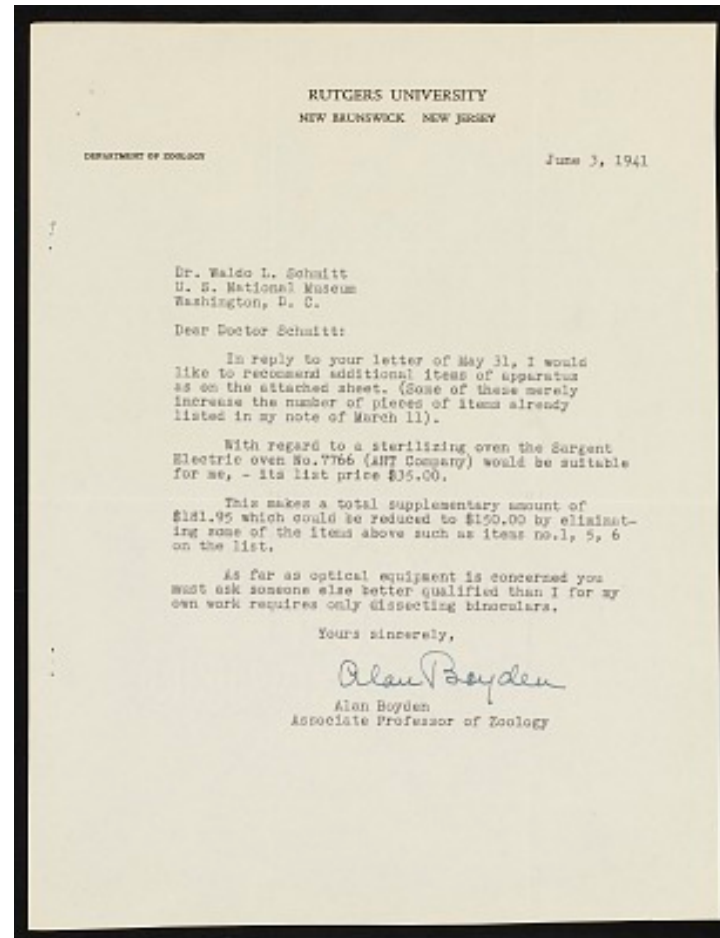 RUTGERS UNIVERSITY
NEW BRUNSWICK NEW JERSEY
DEPARTMENT OF ZOOLOGY
June 3, 1941
Dr. Waldo L. Schmitt
U. S. National Museum
Washington, D. C.
Dear Doctor Schmitt:
In reply to your letter of May 31, I would
like to recommend additional items of apparatus
as on the attached sheet. (Some of these merely
increase the number of pieces of items already
listed in my note of March 11).
With regard to a sterilizing oven the Sargent
Electric oven No.7766 (AHT Company) would be suitable
for me, - its list price $35.00.
This makes a total supplementary amount of
$181.95 which could be reduced to $150.00 by eliminat-
ing some of the items above such as items no.1, 5, 6
on the list.
As far as optical equipment is concerned you
must ask someone else better qualified than I for my
own work requires only dissecting binoculars.
Yours sincerely,
Alan Boyden
Alan Boyden
Associate Professor of Zoology